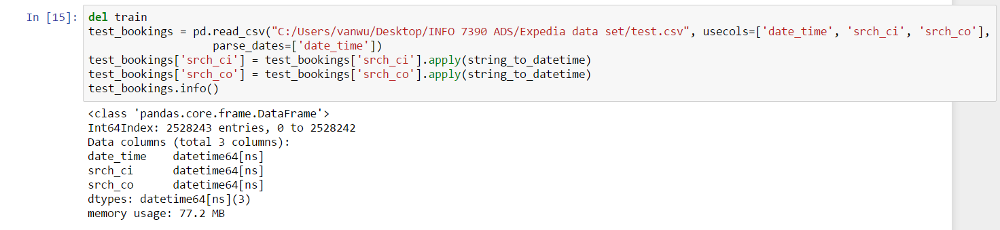 In [15]: del train
test_bookings = pd.read_csv("C:/Users/vanwu/Desktop/INFO 7390 ADS/Expedia data set/test.csv", usecols=['date_time', 'srch_ci', 'srch_co'],
                 parse_dates=['date_time'])
test_bookings['srch_ci'] = test_bookings['srch_ci'].apply(string_to_datetime)
test_bookings['srch_co'] = test_bookings['srch_co'].apply(string_to_datetime)
test_bookings.info()
<class 'pandas.core.frame.DataFrame'>
Int64Index: 2528243 entries, 0 to 2528242
Data columns (total 3 columns):
date_time    datetime64[ns]
srch_ci      datetime64[ns]
srch_co      datetime64[ns]
dtypes: datetime64[ns](3)
memory usage: 77.2 MB